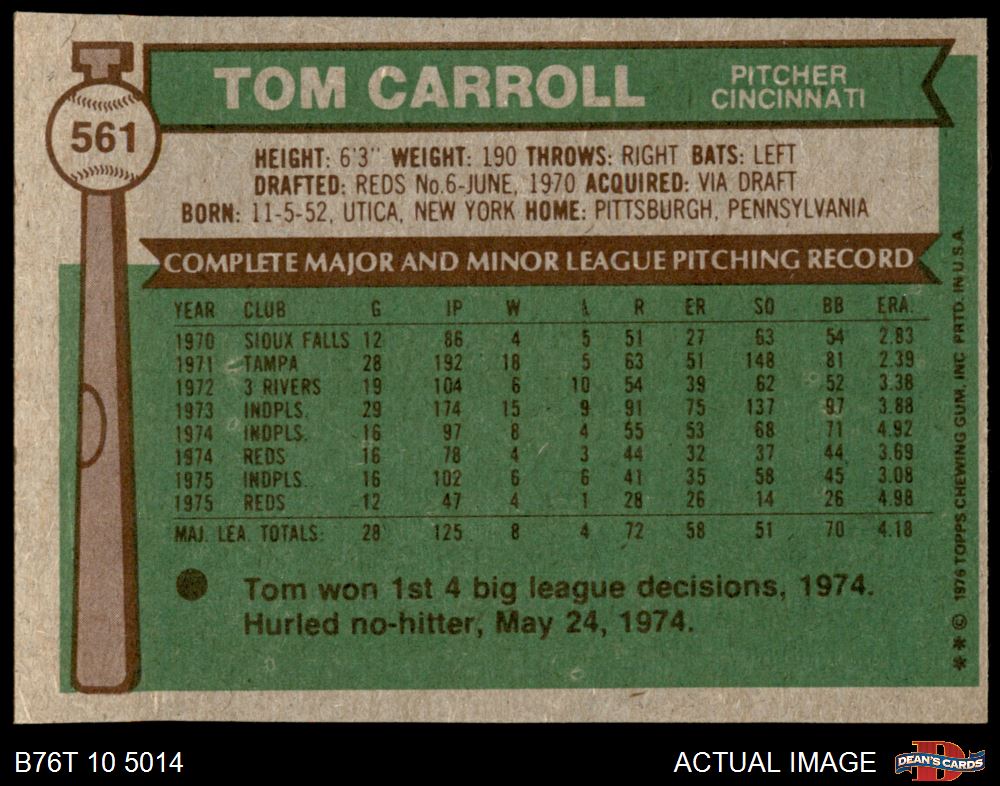 TOM CARROLL
PITCHER
CINCINNATI
561
HEIGHT: 6'3" WEIGHT: 190 THROWS: RIGHT BATS: LEFT
DRAFTED: REDS No.6-JUNE, 1970 ACQUIRED: VIA DRAFT
BORN: 11-5-52, UTICA, NEW YORK HOME: PITTSBURGH, PENNSYLVANIA
COMPLETE MAJOR AND MINOR LEAGUE PITCHING RECORD
YEAR CLUB G IP W L R ER SO BB ERA.
1970 SIOUX FALLS 12 86 4 5 51 27 63 54 2.83
1971 TAMPA 28 192 18 5 63 51 148 81 2.39
1972 3 RIVERS 19 104 6 10 54 39 62 52 3.38
1973 INDPLS. 29 174 15 9 91 75 137 97 3.88
1974 INDPLS. 16 97 8 4 55 53 68 71 4.92
1974 REDS 16 78 4 3 44 32 37 44 3.69
1975 INDPLS. 16 102 6 6 41 35 58 45 3.08
1975 REDS 12 47 4 1 28 26 14 26 4.98
MAJ. LEA. TOTALS: 28 125 8 4 72 58 51 70 4.18
Tom won 1st 4 big league decisions, 1974.
Hurled no-hitter, May 24, 1974.
** © 1976 TOPPS CHEWING GUM, INC PRTD. IN U.S.A.
B76T 10 5014
ACTUAL IMAGE
D
DEAN'S CARDS